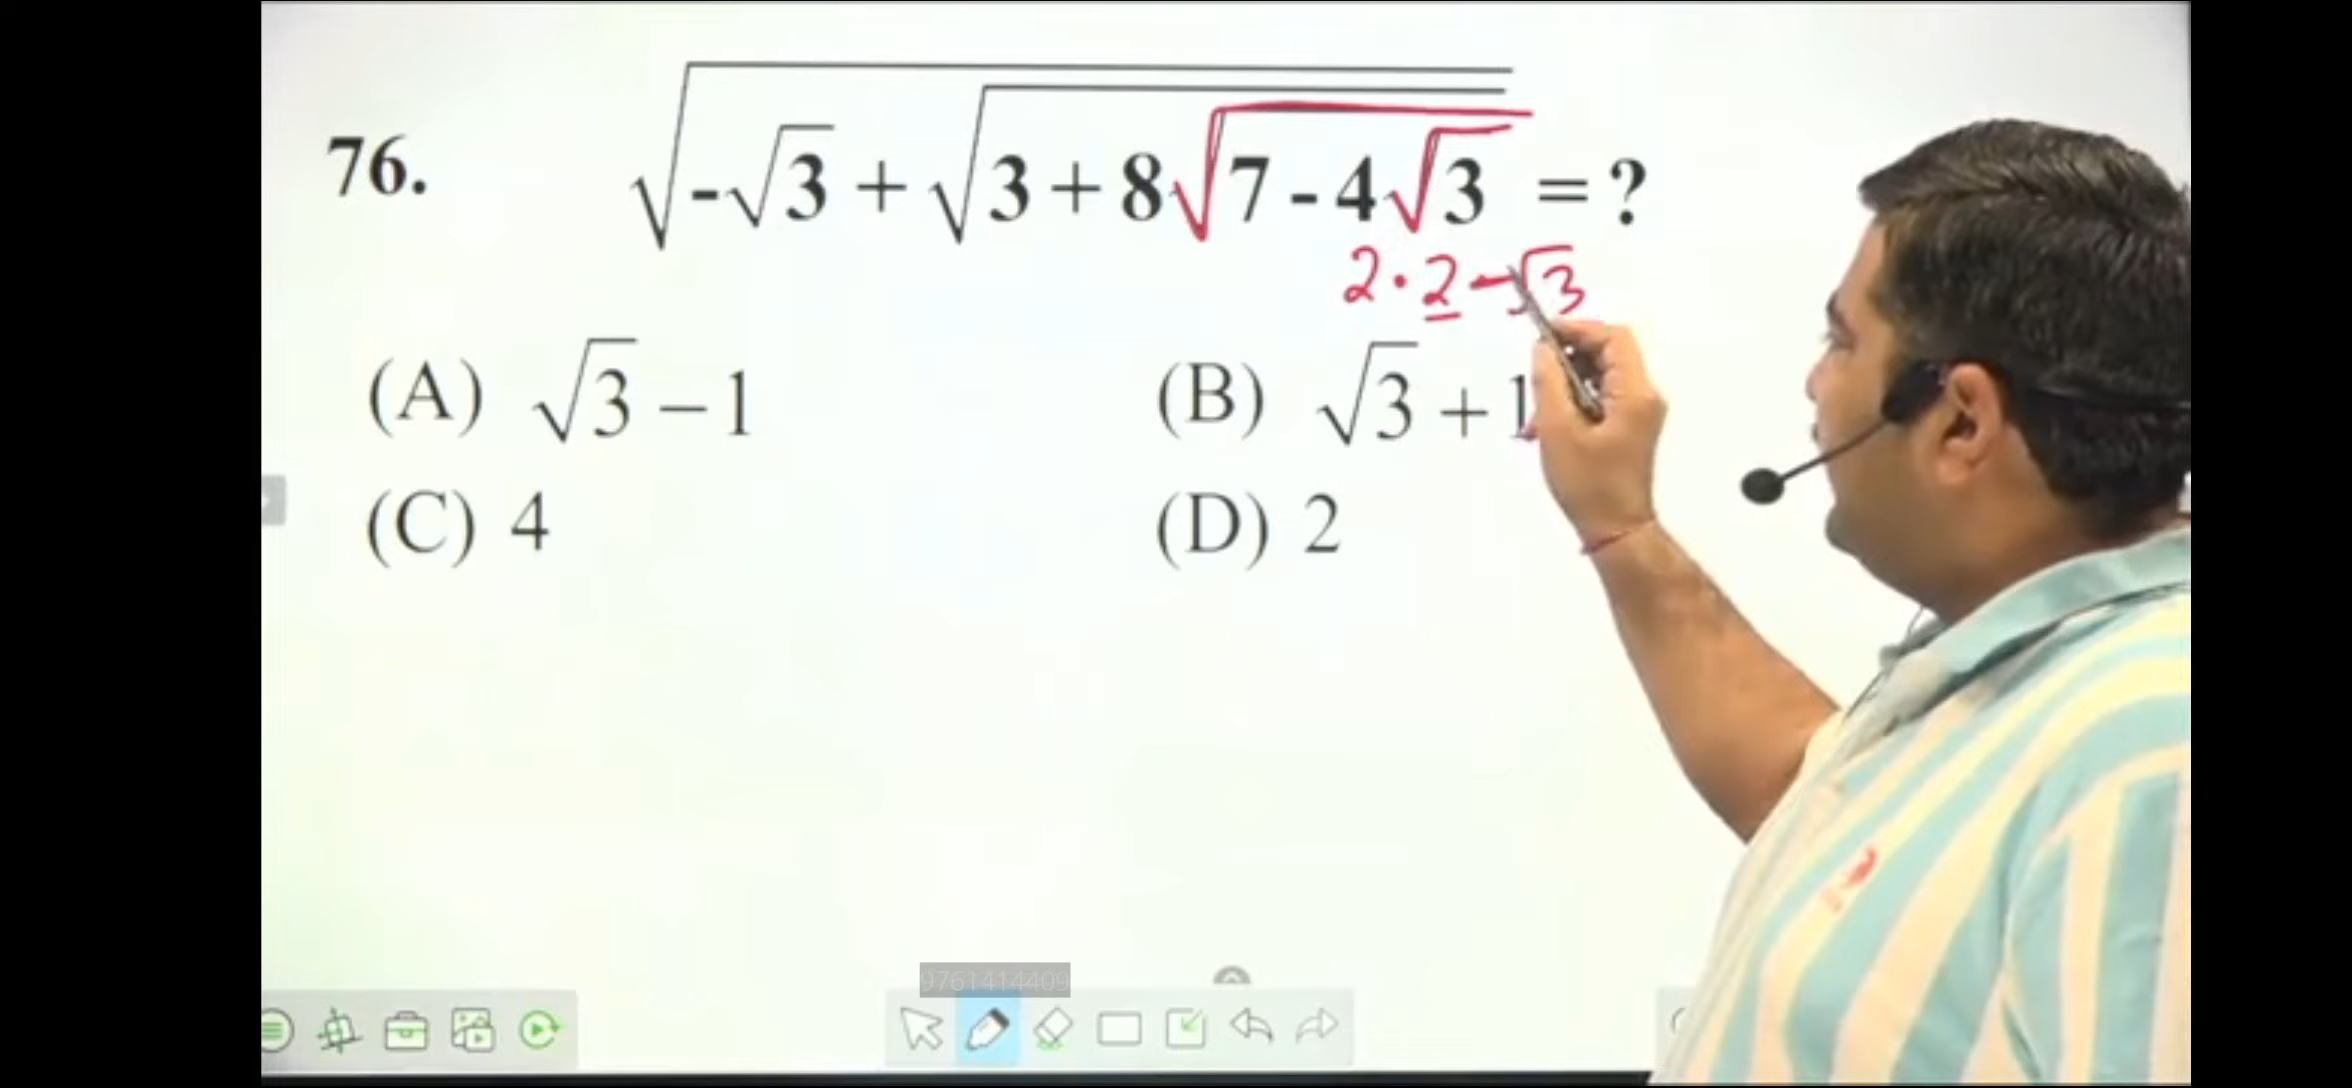 76. √(-√3 + √(3 + 8√(7 - 4√3))) = ?
2 · 2 - √3
(A) √3 – 1 (B) √3 + 1
(C) 4 (D) 2
9761414409